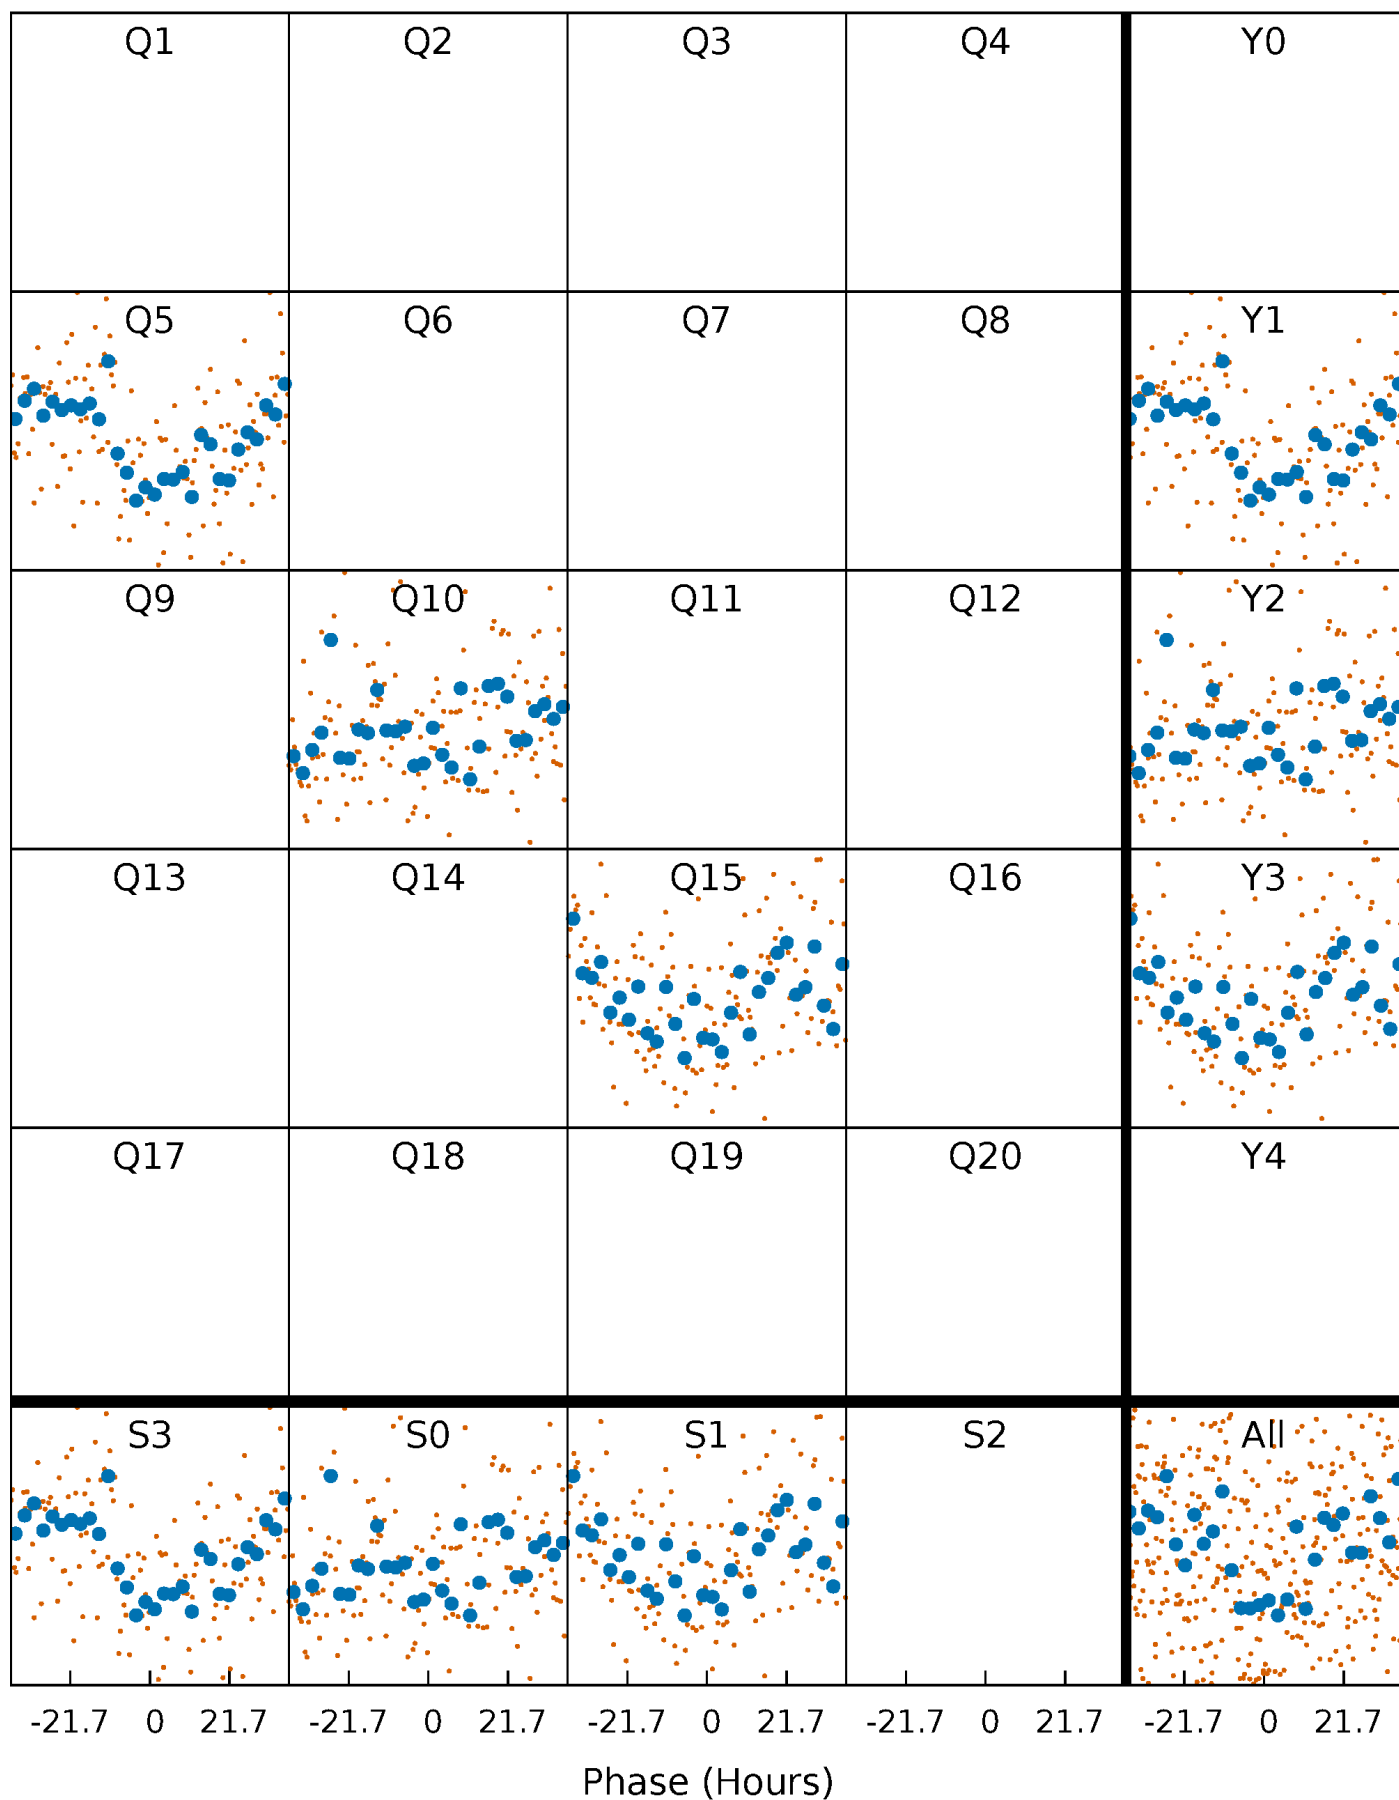 Q1 Q2 Q3 Q4 Y0
Q5 Q6 Q7 Q8 Y1
Q9 Q10 Q11 Q12 Y2
Q13 Q14 Q15 Q16 Y3
Q17 Q18 Q19 Q20 Y4
S3 S0 S1 S2 All
-21.7 0 21.7 -21.7 0 21.7 -21.7 0 21.7 -21.7 0 21.7 -21.7 0 21.7
Phase (Hours)